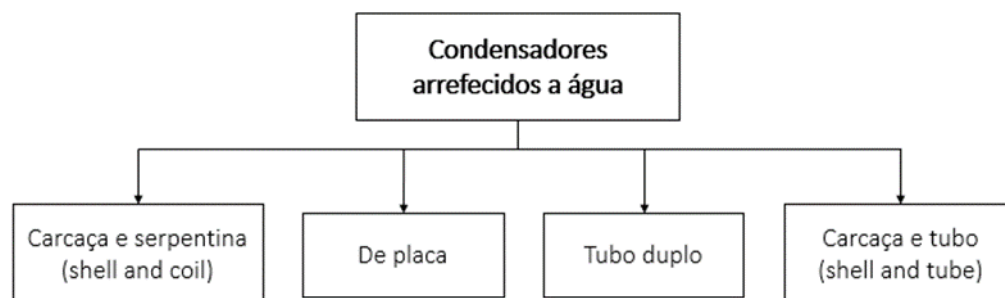 Condensadores
arrefecidos a água
Carcaça e serpentina
(shell and coil)
De placa
Tubo duplo
Carcaça e tubo
(shell and tube)